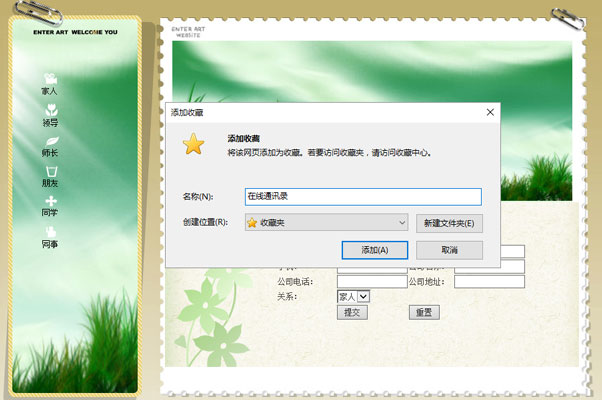 ENTER ART WELCOME YOU
家人
领导
师长
朋友
同学
同事
ENTER ART
WEBSITE
添加收藏
添加收藏
将该网页添加为收藏。若要访问收藏夹，请访问收藏中心。
名称(N):
在线通讯录
创建位置(R):
收藏夹
新建文件夹(E)
添加(A)
取消
公司电话：
公司地址：
关系：
家人
提交
重置